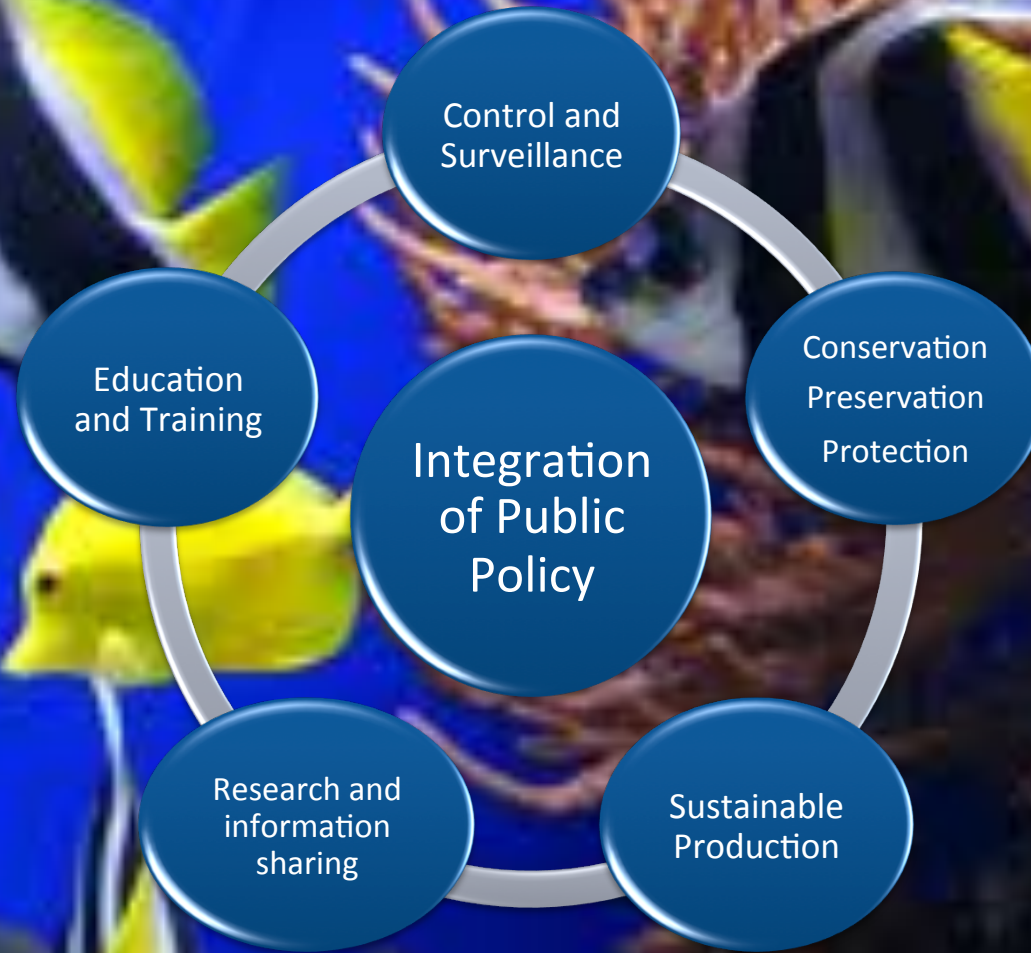 Control and
Surveillance
Conservation
Preservation
Protection
Education
and Training
Integration
of Public
Policy
Sustainable
Production
Research and
information
sharing